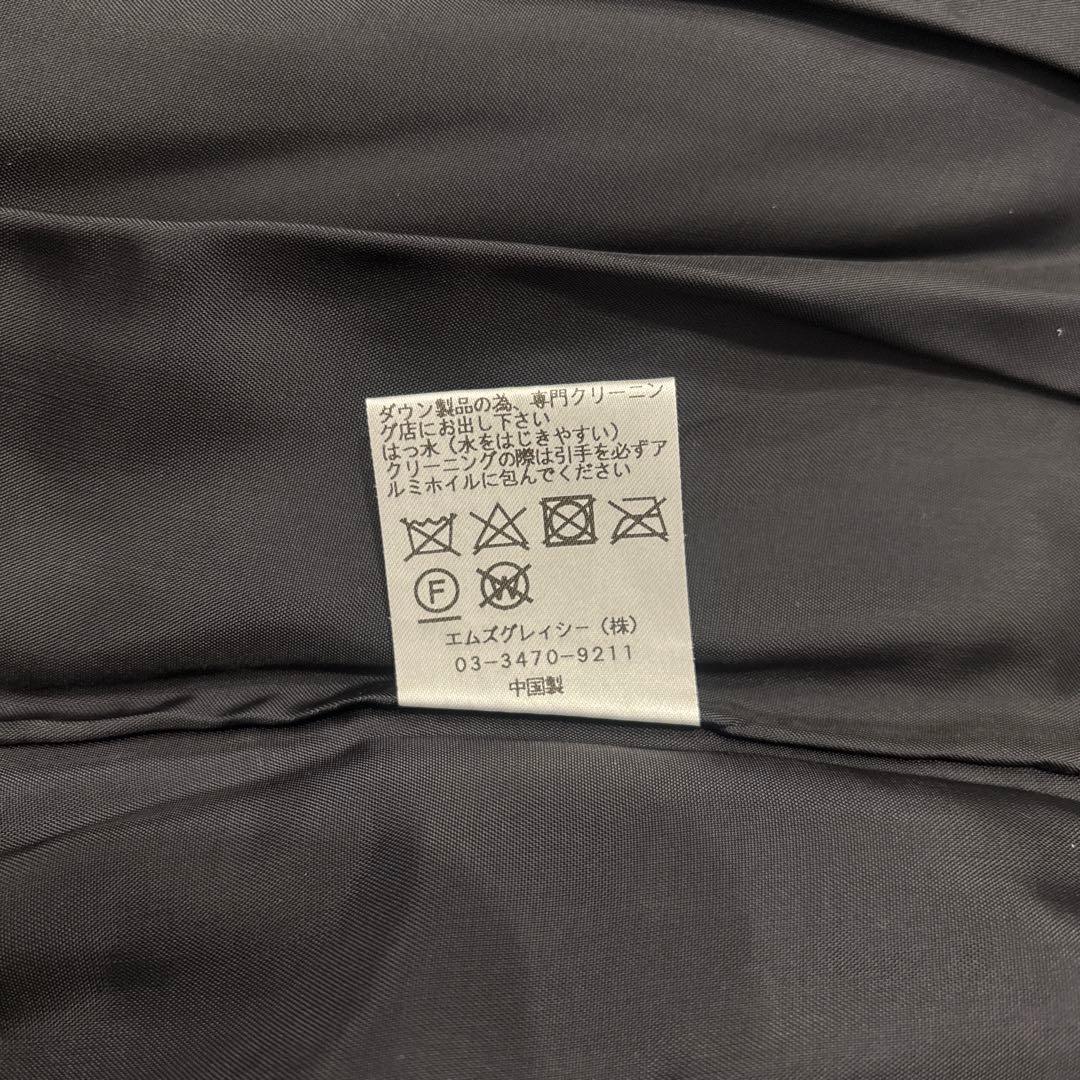 ダウン製品の為、専門クリーニン
グ店にお出し下さい
はっ水（水をはじきやすい）
クリーニングの際は引手を必ずア
ルミホイルに包んでください
F W
エムズグレイシー（株）
03-3470-9211
中国製